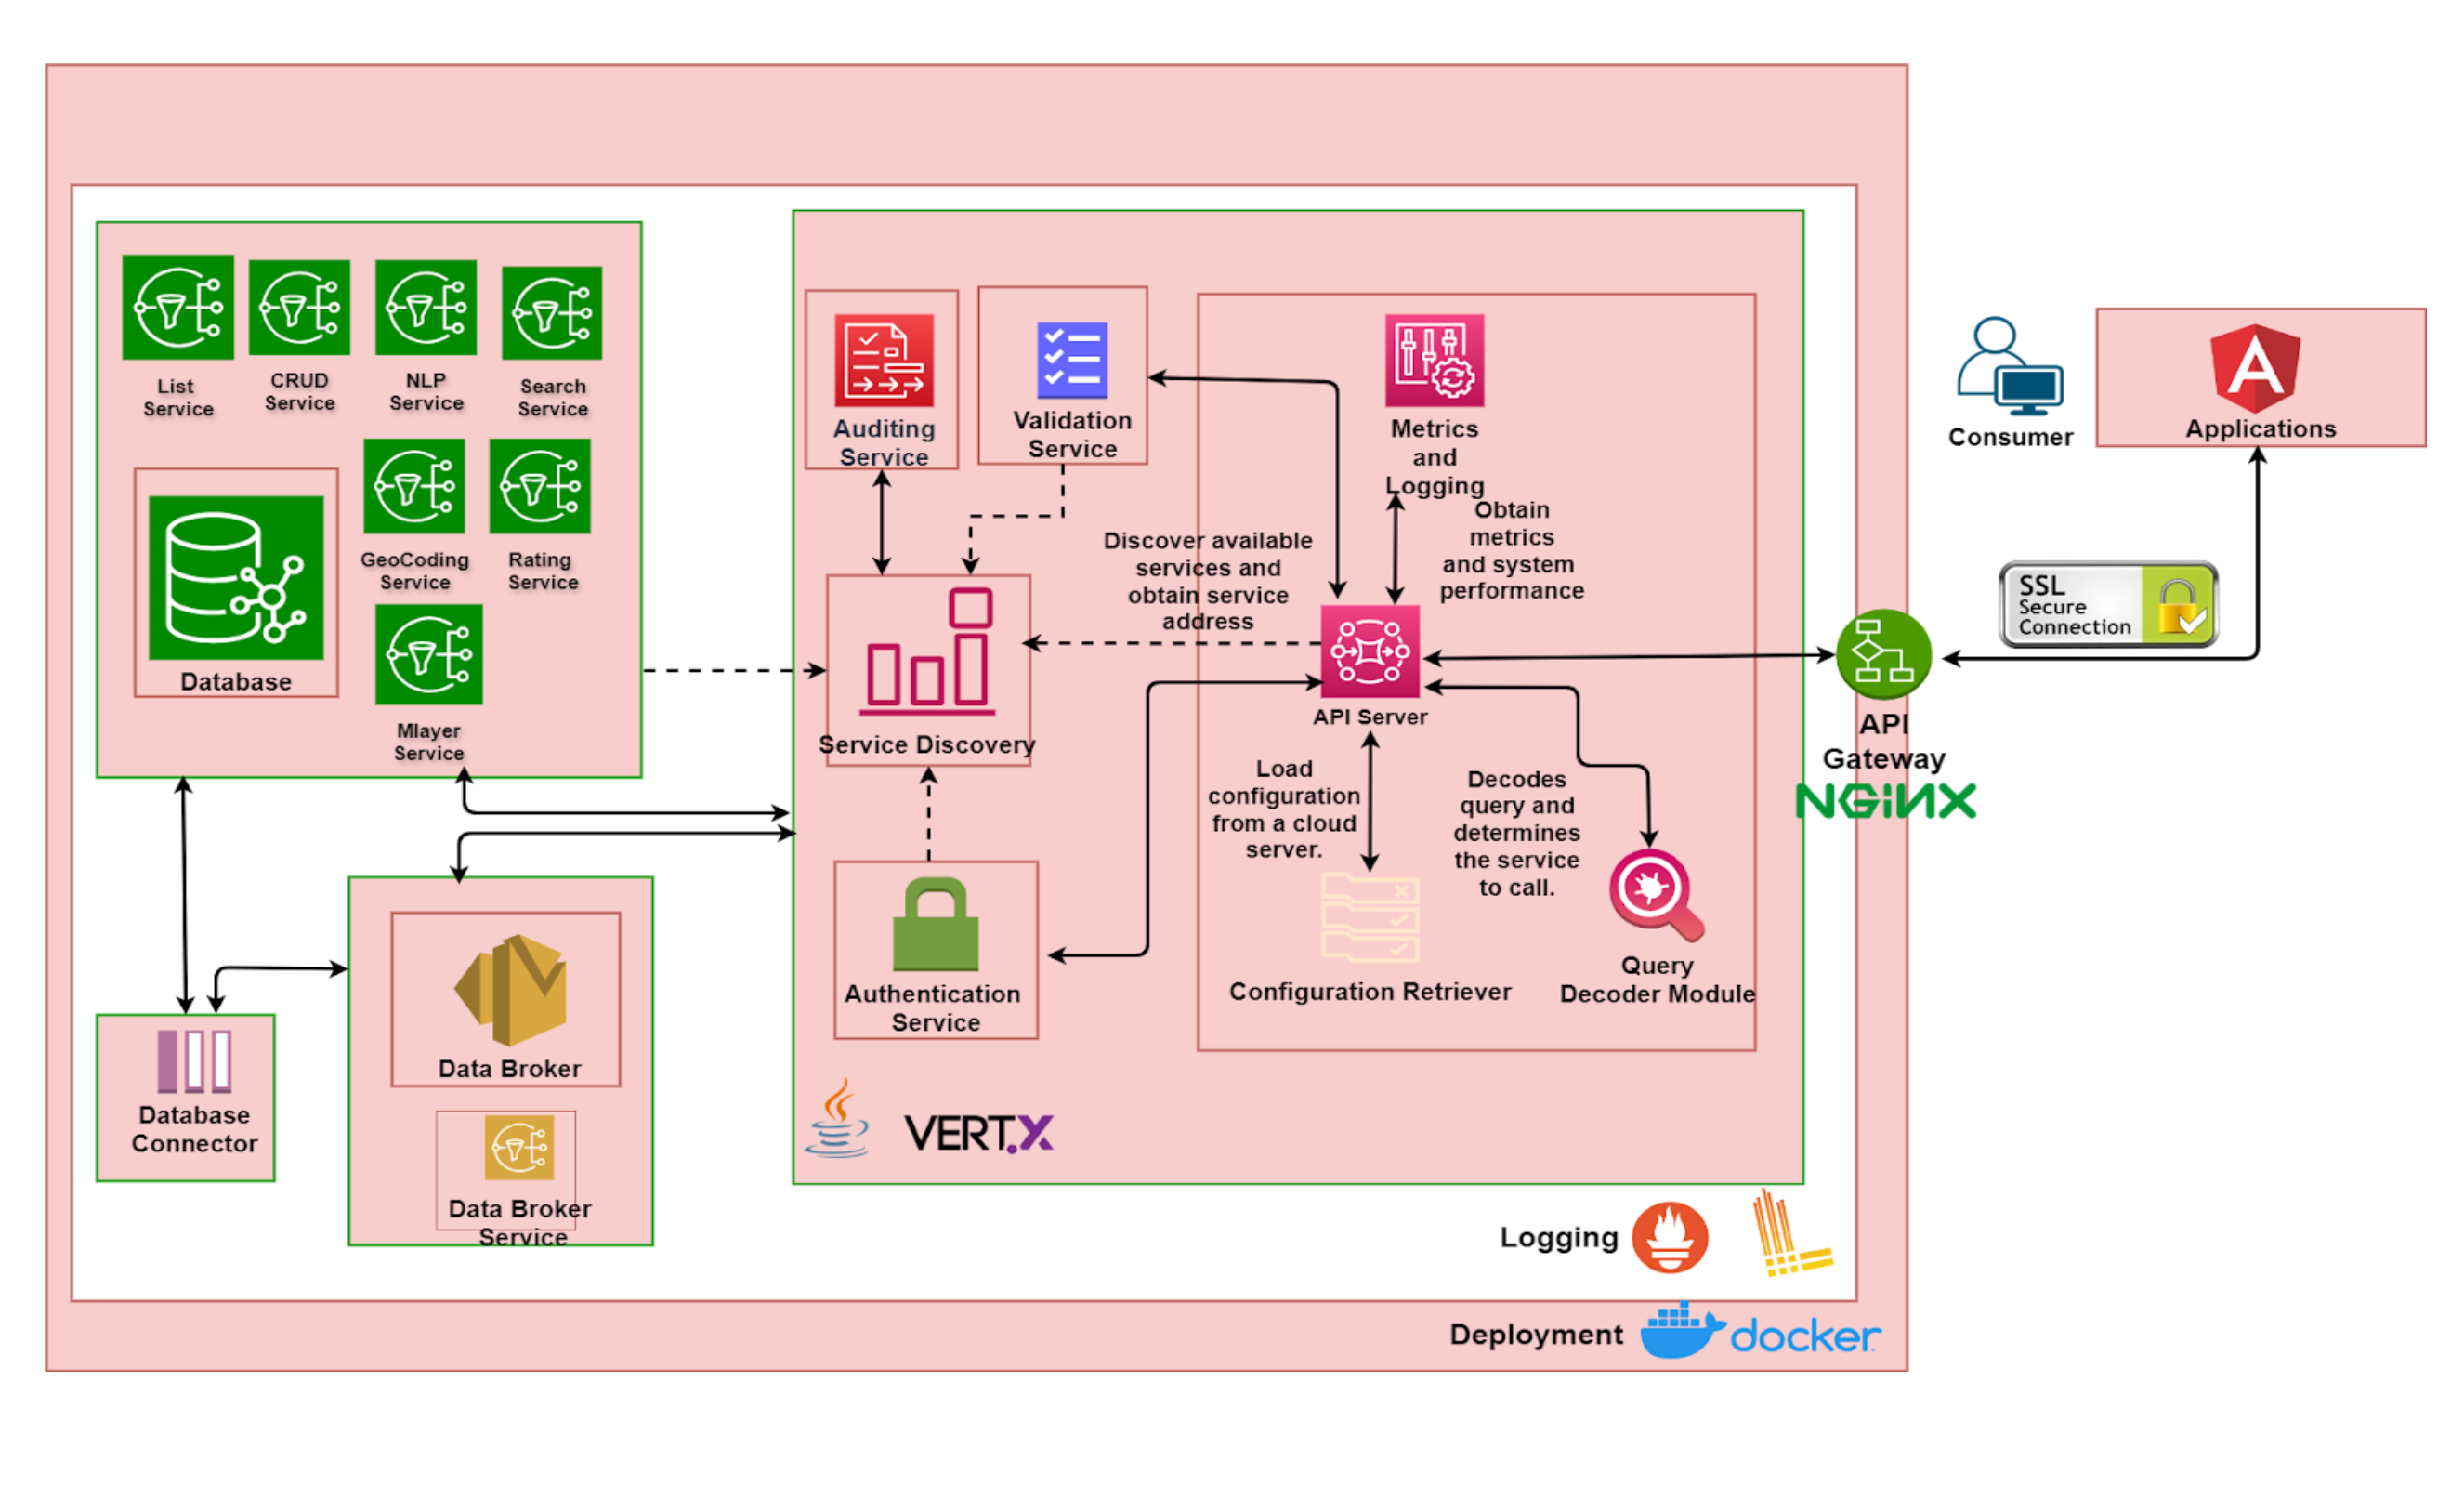 List
Service
CRUD
Service
NLP
Service
Search
Service
GeoCoding
Service
Rating
Service
Database
Mlayer
Service
Database
Connector
Data Broker
Data Broker
Service
Auditing
Service
Validation
Service
Discover available
services and
obtain service
address
Service Discovery
Authentication
Service
VERT.X
Metrics
and
Logging
Obtain
metrics
and system
performance
API Server
Load
configuration
from a cloud
server.
Decodes
query and
determines
the service
to call.
Configuration Retriever
Query
Decoder Module
Consumer
Applications
SSL
Secure
Connection
API
Gateway
NGiNX
Logging
Deployment
docker